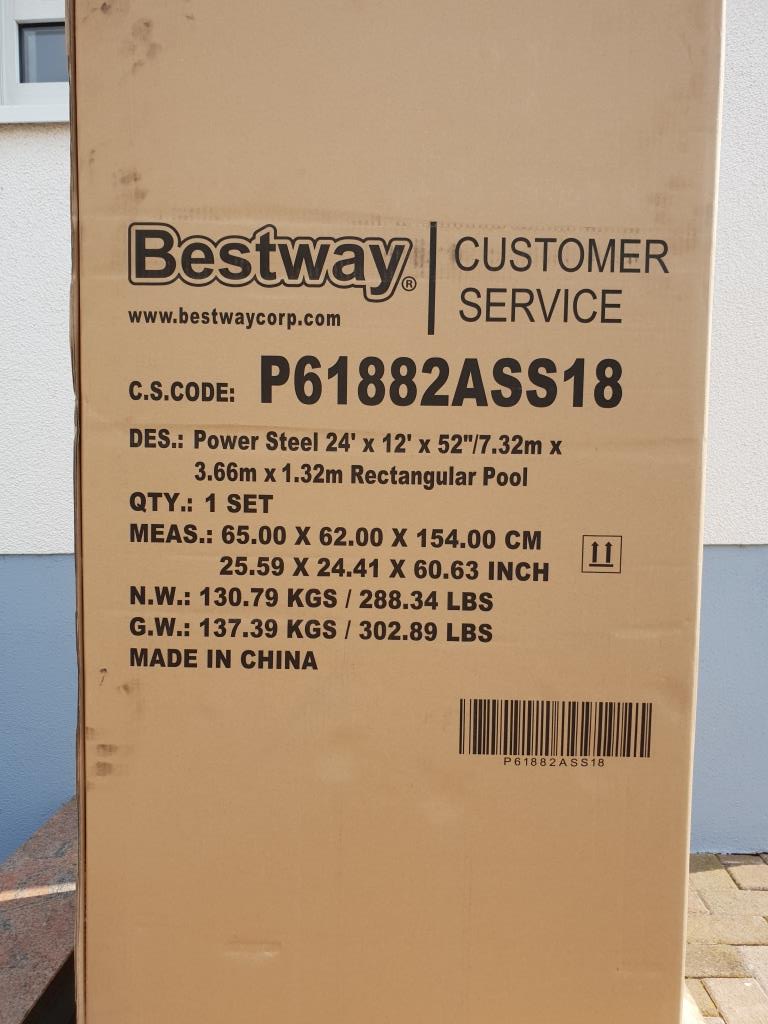 Bestway® CUSTOMER
SERVICE
www.bestwaycorp.com
C.S.CODE: P61882ASS18
DES.: Power Steel 24' x 12' x 52"/7.32m x
3.66m x 1.32m Rectangular Pool
QTY.: 1 SET
MEAS.: 65.00 X 62.00 X 154.00 CM
25.59 X 24.41 X 60.63 INCH
N.W.: 130.79 KGS / 288.34 LBS
G.W.: 137.39 KGS / 302.89 LBS
MADE IN CHINA
P61882ASS18